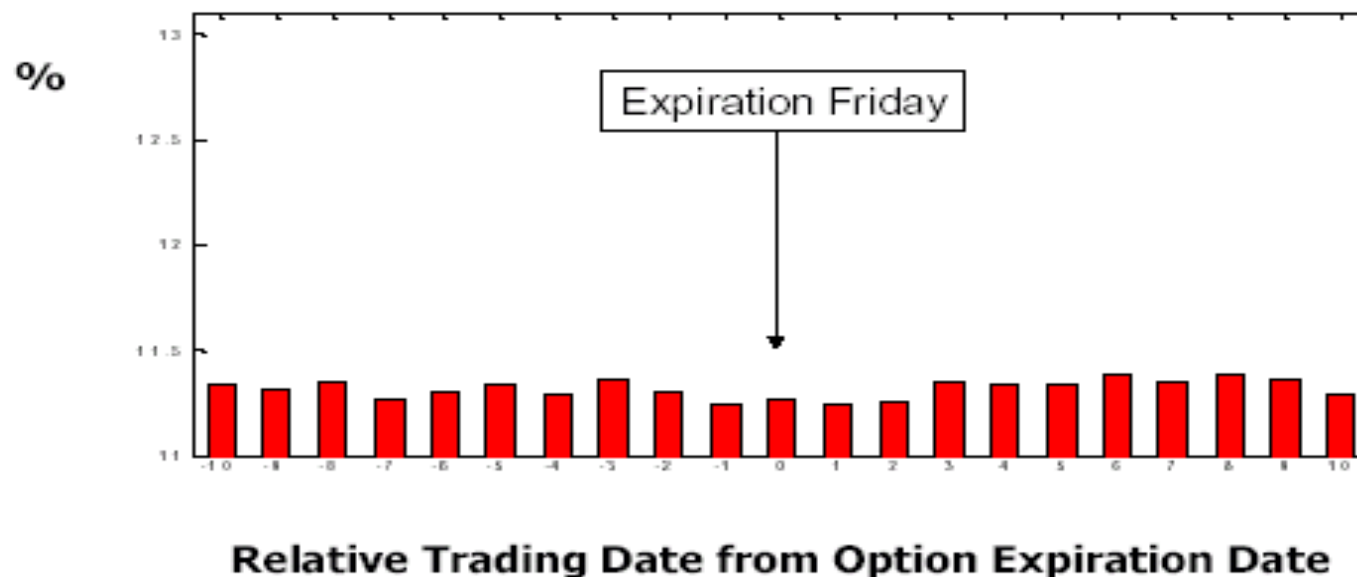 13
%
Expiration Friday
12.5
12
11.5
11
-10 -9 -8 -7 -6 -5 -4 -3 -2 -1 0 1 2 3 4 5 6 7 8 9 10
Relative Trading Date from Option Expiration Date